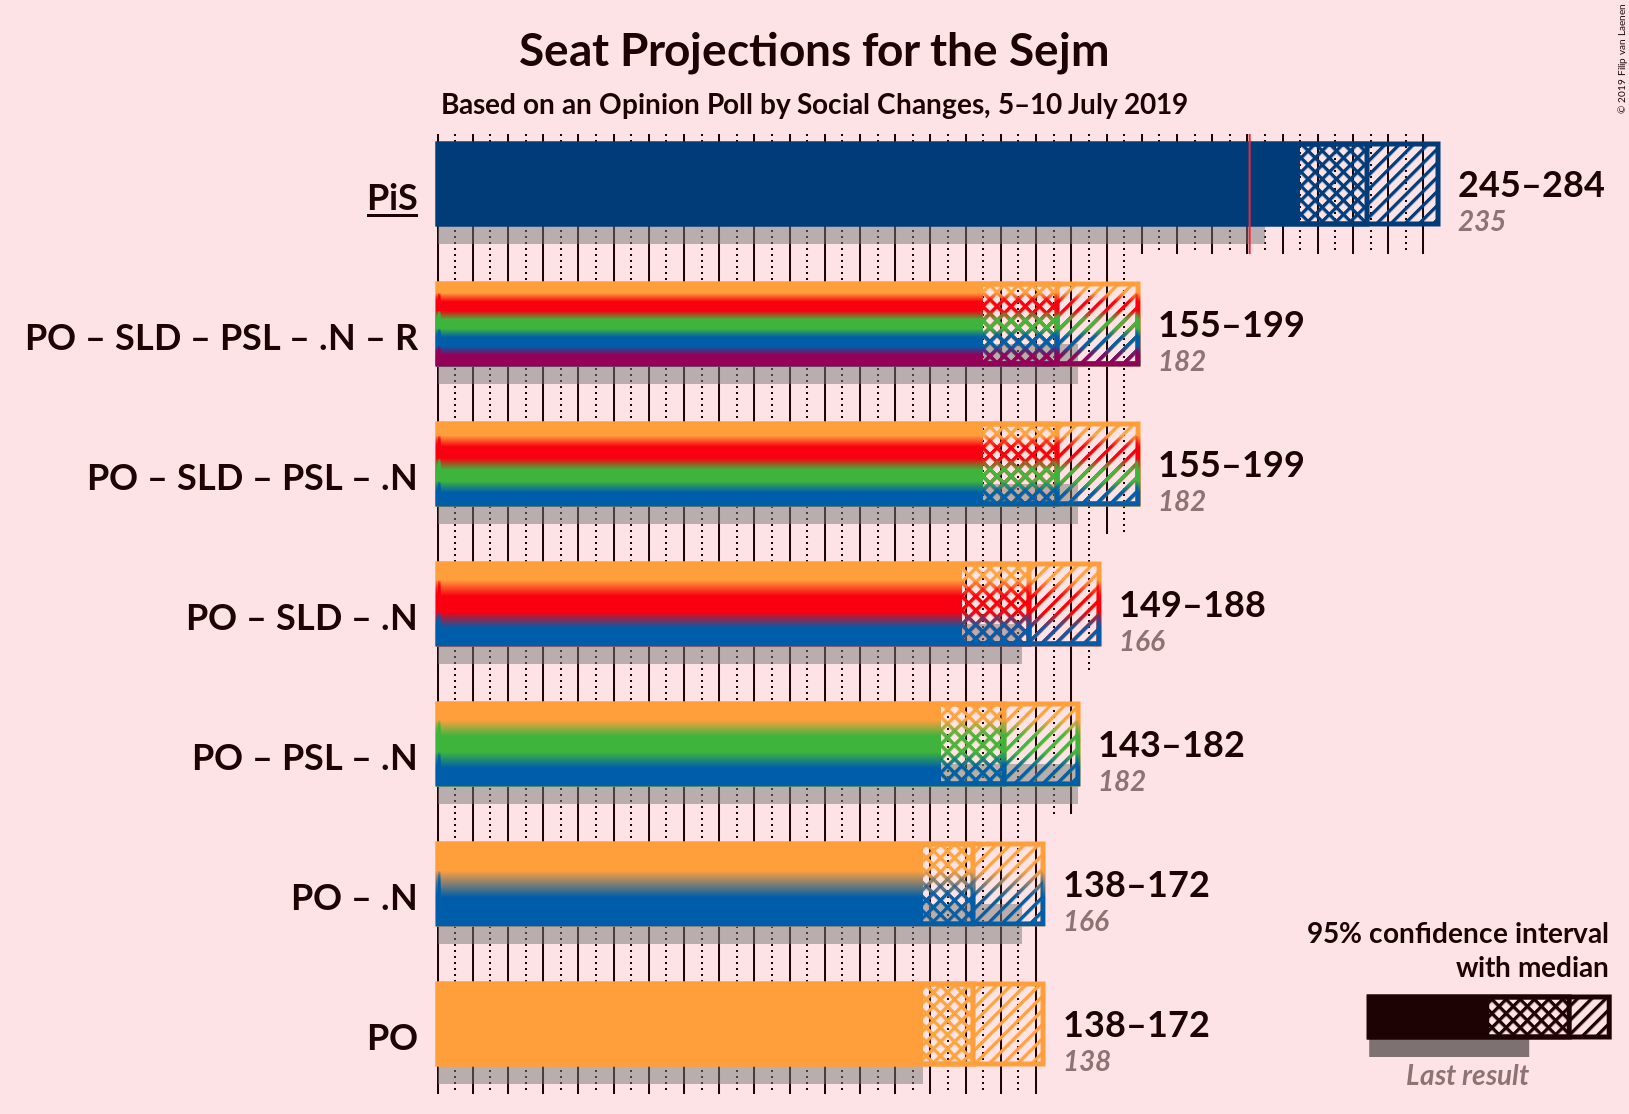 Seat Projections for the Sejm
Based on an Opinion Poll by Social Changes, 5–10 July 2019
© 2019 Filip van Laenen
PiS
245–284
235
PO – SLD – PSL – .N – R
155–199
182
PO – SLD – PSL – .N
155–199
182
PO – SLD – .N
149–188
166
PO – PSL – .N
143–182
182
PO – .N
138–172
166
PO
138–172
138
95% confidence interval
with median
Last result